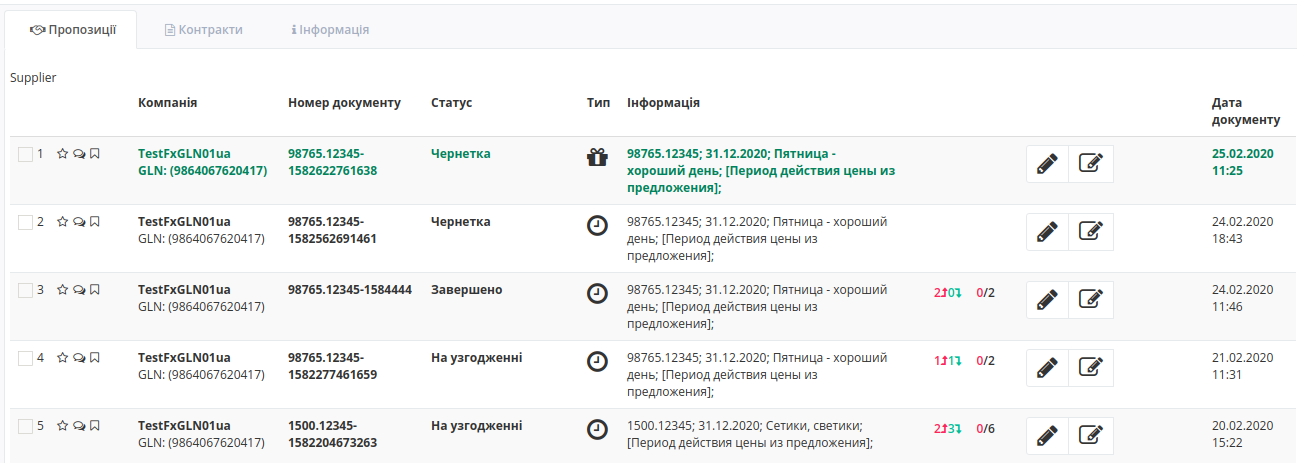 Пропозиції Контракти Інформація
Supplier
Компанія Номер документу Статус Тип Інформація Дата
документу
1 TestFxGLN01ua 98765.12345- Чернетка 98765.12345; 31.12.2020; Пятница - 25.02.2020
GLN: (9864067620417) 1582622761638 хороший день; [Период действия цены из 11:25
предложения];
2 TestFxGLN01ua 98765.12345- Чернетка 98765.12345; 31.12.2020; Пятница - хороший 24.02.2020
GLN: (9864067620417) 1582562691461 день; [Период действия цены из 18:43
предложения];
3 TestFxGLN01ua 98765.12345-1584444 Завершено 98765.12345; 31.12.2020; Пятница - хороший 2 0 0/2 24.02.2020
GLN: (9864067620417) день; [Период действия цены из 11:46
предложения];
4 TestFxGLN01ua 98765.12345- На узгодженні 98765.12345; 31.12.2020; Пятница - хороший 1 1 0/2 21.02.2020
GLN: (9864067620417) 1582277461659 день; [Период действия цены из 11:31
предложения];
5 TestFxGLN01ua 1500.12345- На узгодженні 1500.12345; 31.12.2020; Сетики, светики; 2 3 0/6 20.02.2020
GLN: (9864067620417) 1582204673263 [Период действия цены из предложения]; 15:22